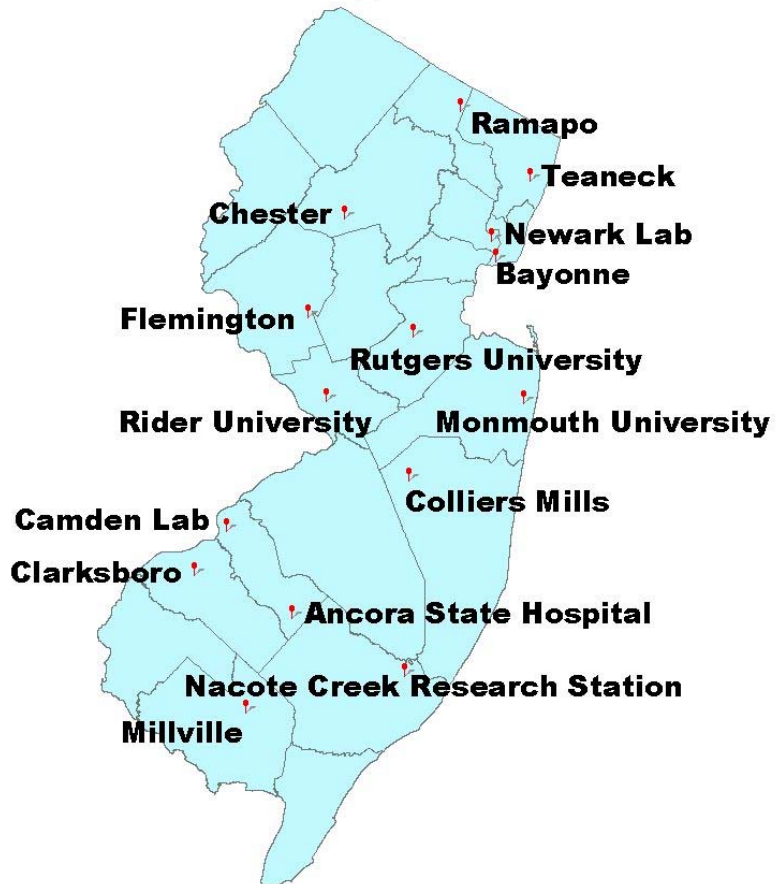 Ramapo
Teaneck
Chester
Newark Lab
Bayonne
Flemington
Rutgers University
Rider University
Monmouth University
Colliers Mills
Camden Lab
Clarksboro
Ancora State Hospital
Nacote Creek Research Station
Millville